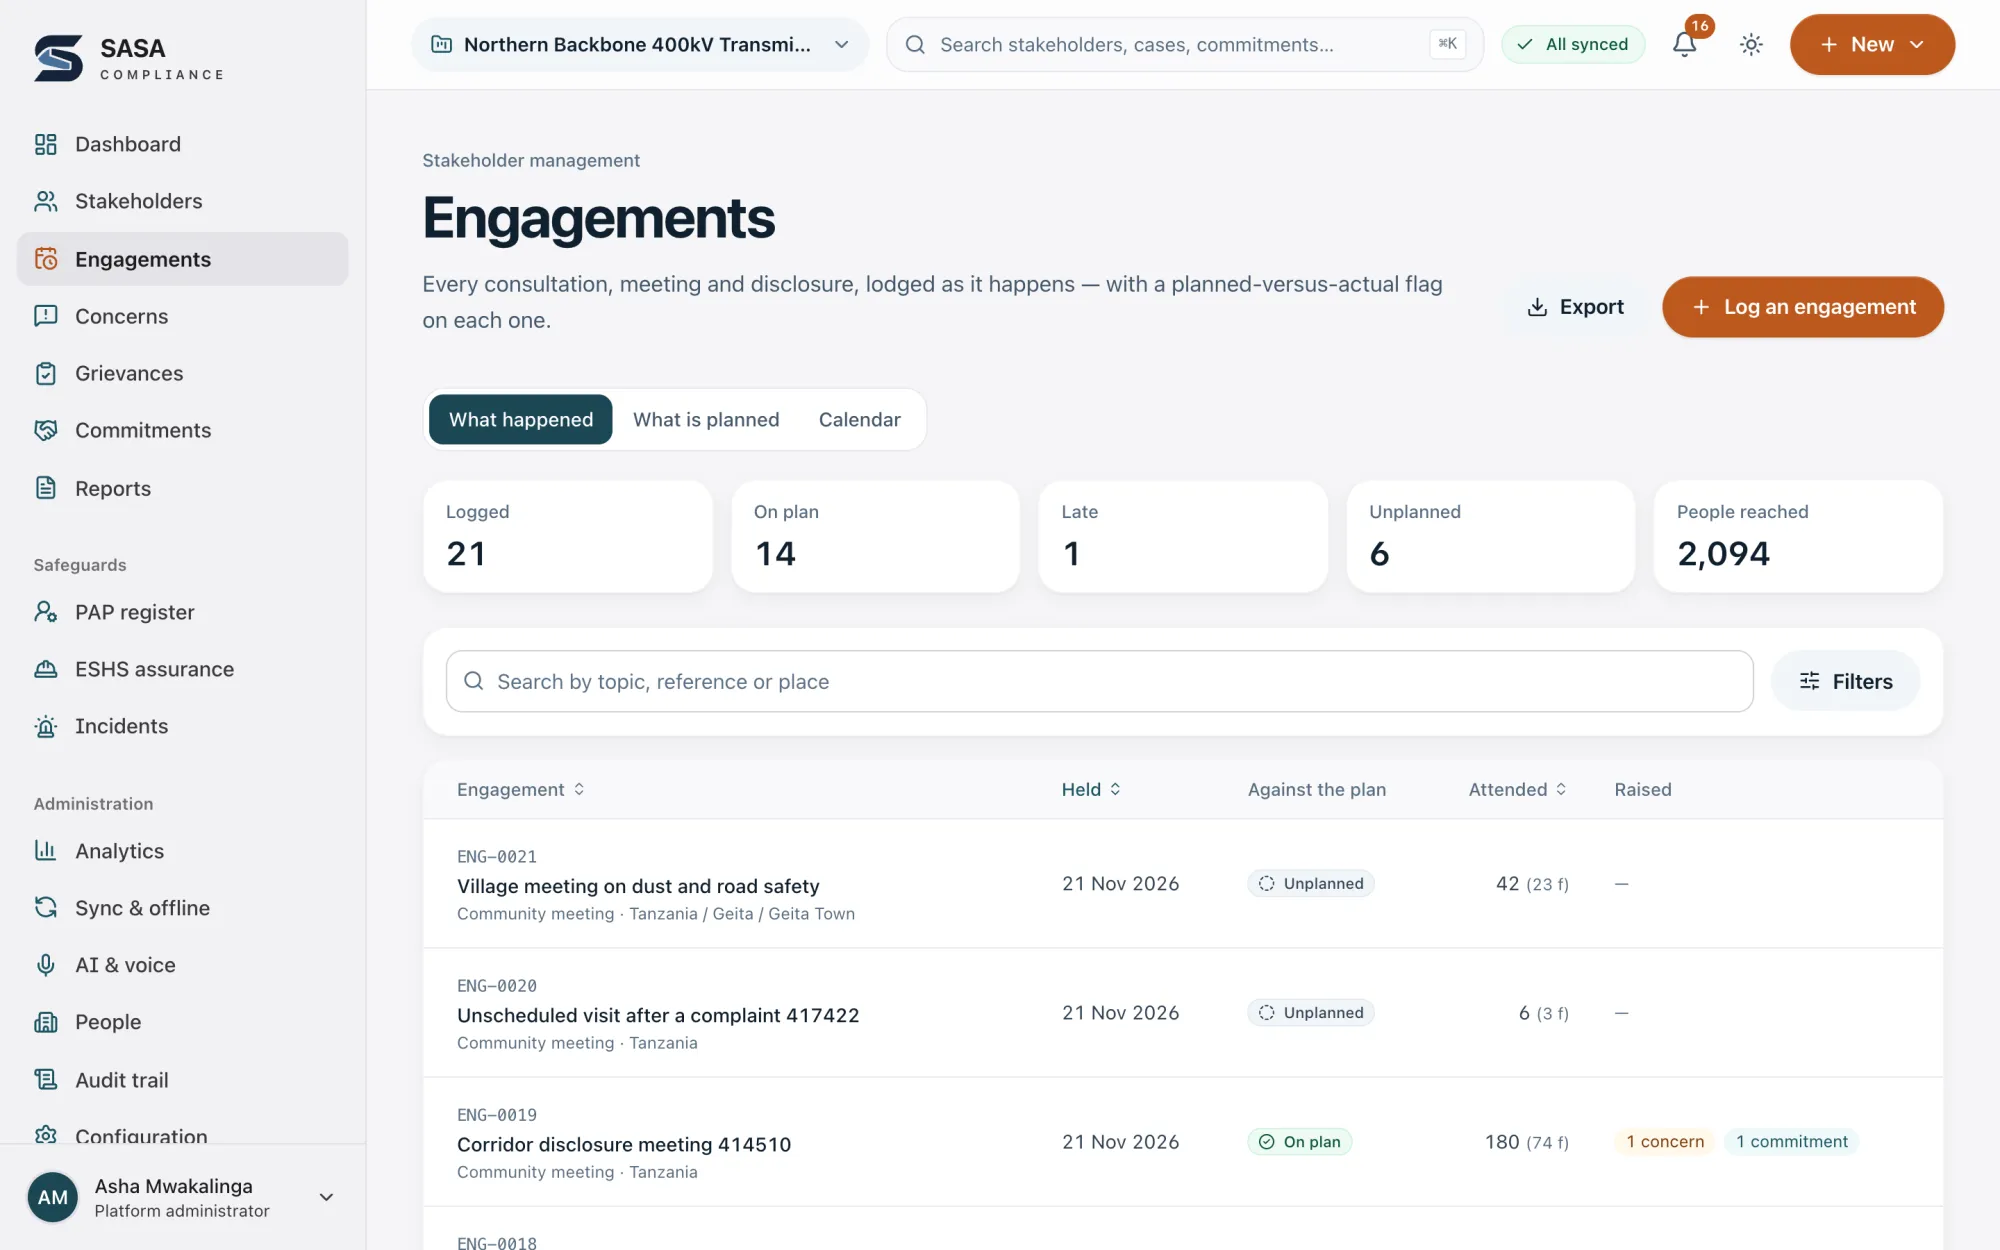 SASA
COMPLIANCE
Dashboard
Stakeholders
Engagements
Concerns
Grievances
Commitments
Reports
Safeguards
PAP register
ESHS assurance
Incidents
Administration
Analytics
Sync & offline
AI & voice
People
Audit trail
Configuration
AM
Asha Mwakalinga
Platform administrator
Northern Backbone 400kV Transmi...
Search stakeholders, cases, commitments...
⌘K
All synced
16
New
Stakeholder management
Engagements
Every consultation, meeting and disclosure, lodged as it happens — with a planned-versus-actual flag
on each one.
Export
Log an engagement
What happened
What is planned
Calendar
Logged
21
On plan
14
Late
1
Unplanned
6
People reached
2,094
Search by topic, reference or place
Filters
Engagement Held Against the plan Attended Raised
ENG-0021
Village meeting on dust and road safety
Community meeting · Tanzania / Geita / Geita Town
21 Nov 2026
Unplanned
42 (23 f)
—
ENG-0020
Unscheduled visit after a complaint 417422
Community meeting · Tanzania
21 Nov 2026
Unplanned
6 (3 f)
—
ENG-0019
Corridor disclosure meeting 414510
Community meeting · Tanzania
21 Nov 2026
On plan
180 (74 f)
1 concern
1 commitment
ENG-0018